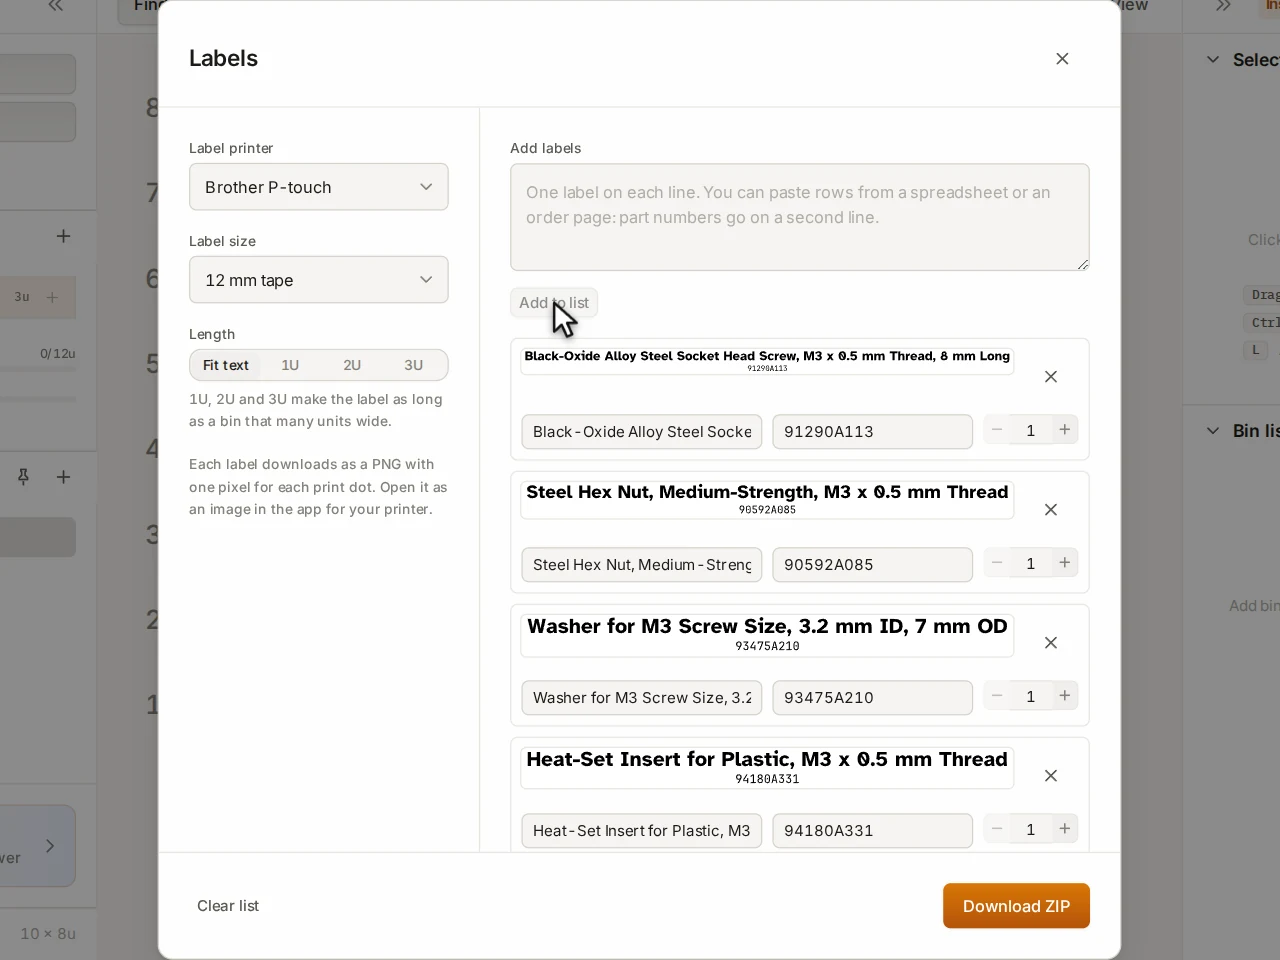 Labels
Label printer
Brother P-touch
Label size
12 mm tape
Length
Fit text 1U 2U 3U
1U, 2U and 3U make the label as long
as a bin that many units wide.
Each label downloads as a PNG with
one pixel for each print dot. Open it as
an image in the app for your printer.
Add labels
One label on each line. You can paste rows from a spreadsheet or an
order page: part numbers go on a second line.
Add to list
Black-Oxide Alloy Steel Socket Head Screw, M3 x 0.5 mm Thread, 8 mm Long
91290A113
Black-Oxide Alloy Steel Socke 91290A113 1
Steel Hex Nut, Medium-Strength, M3 x 0.5 mm Thread
90592A085
Steel Hex Nut, Medium-Streng 90592A085 1
Washer for M3 Screw Size, 3.2 mm ID, 7 mm OD
93475A210
Washer for M3 Screw Size, 3.2 93475A210 1
Heat-Set Insert for Plastic, M3 x 0.5 mm Thread
94180A331
Heat-Set Insert for Plastic, M3 94180A331 1
Clear list
Download ZIP
3u
0/12u
10 × 8u
8
7
6
5
4
3
2
1
Selec
Click
Drag
Ctrl
L
Bin lis
Add bin